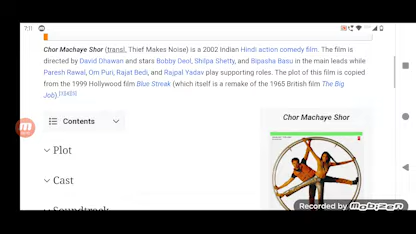 7:11
Chor Machaye Shor (transl. Thief Makes Noise) is a 2002 Indian Hindi action comedy film. The film is
directed by David Dhawan and stars Bobby Deol, Shilpa Shetty, and Bipasha Basu in the main leads while
Paresh Rawal, Om Puri, Rajat Bedi, and Rajpal Yadav play supporting roles. The plot of this film is copied
from the 1999 Hollywood film Blue Streak (which itself is a remake of the 1965 British film The Big
Job).
Contents
Chor Machaye Shor
Plot
Cast
Soundtrack
Recorded by Mobizen